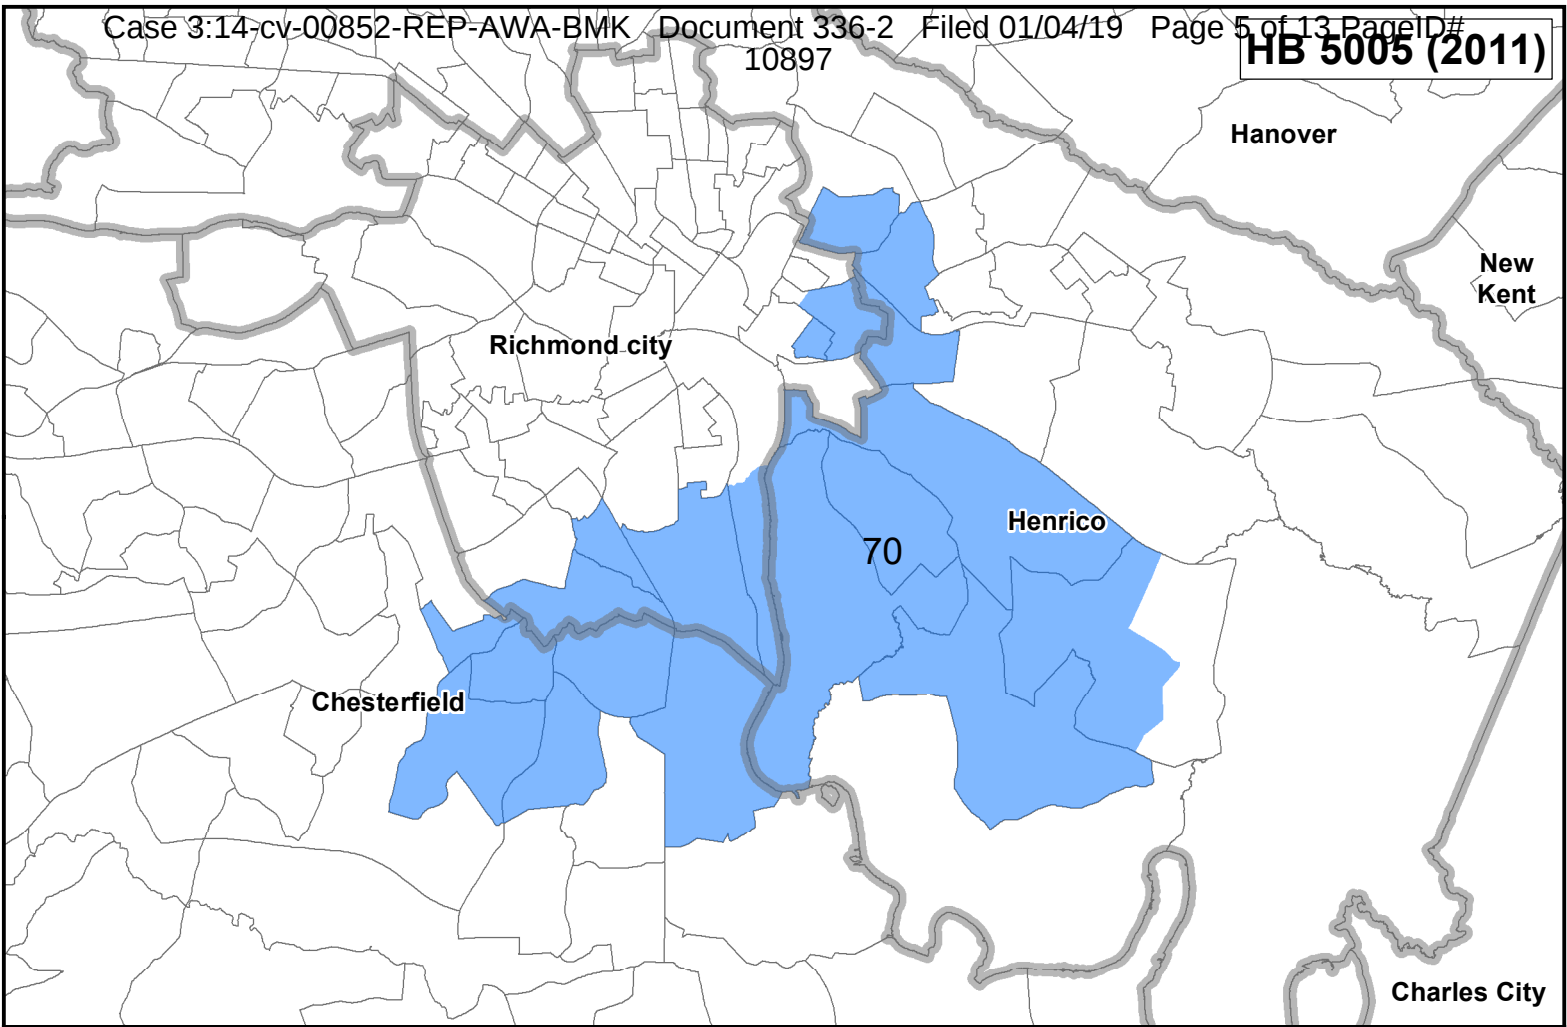 Case 3:14-cv-00852-REP-AWA-BMK Document 336-2 Filed 01/04/19 Page 5 of 13 PageID#
10897
HB 5005 (2011)
Hanover
New
Kent
Richmond city
Henrico
70
Chesterfield
Charles City